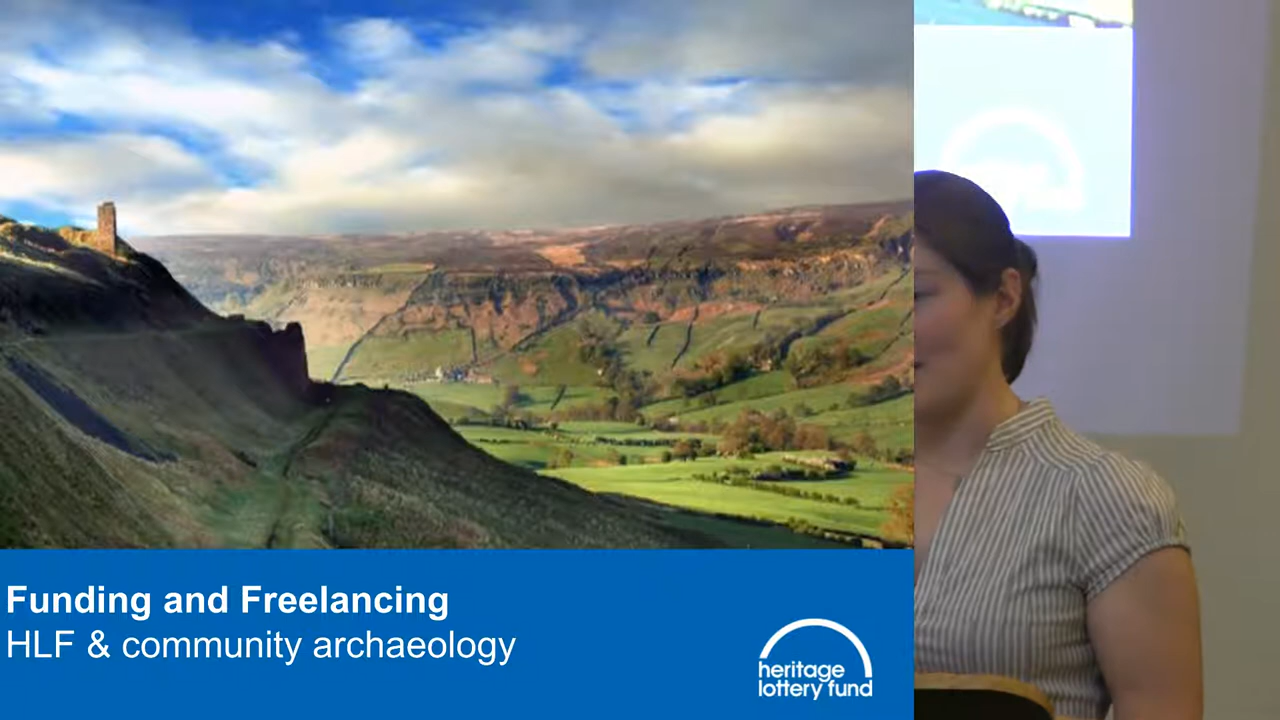 Funding and Freelancing
HLF & community archaeology
heritage
lottery fund